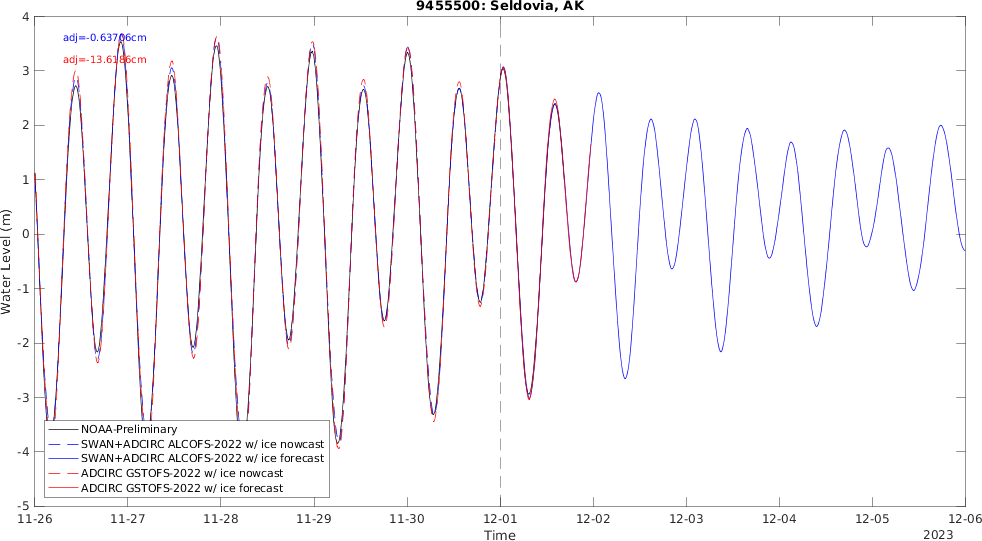 9455500: Seldovia, AK
adj=-0.63706cm
adj=-13.6186cm
4
3
2
1
0
-1
-2
-3
-4
-5
Water Level (m)
NOAA-Preliminary
SWAN+ADCIRC ALCOFS-2022 w/ ice nowcast
SWAN+ADCIRC ALCOFS-2022 w/ ice forecast
ADCIRC GSTOFS-2022 w/ ice nowcast
ADCIRC GSTOFS-2022 w/ ice forecast
11-26 11-27 11-28 11-29 11-30 12-01 12-02 12-03 12-04 12-05 12-06
Time
2023